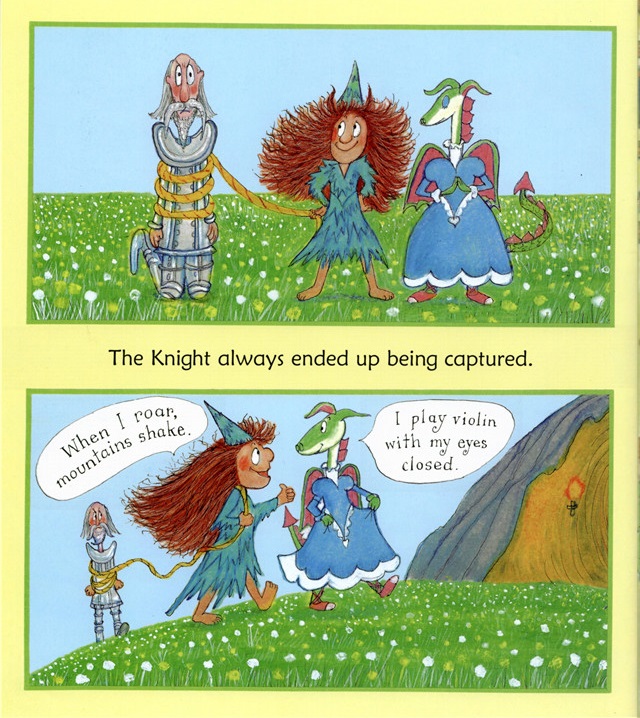 The Knight always ended up being captured.
When I roar,
mountains shake.
I play violin
with my eyes
closed.